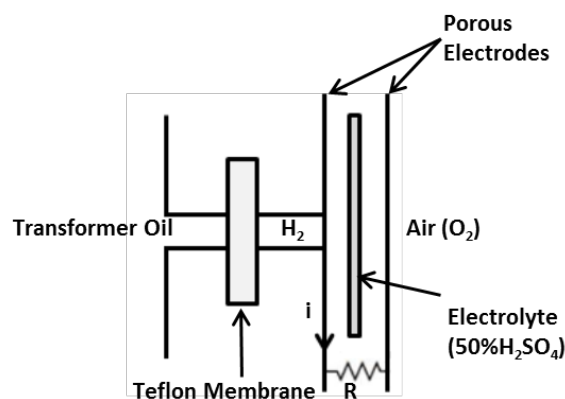 Porous
Electrodes
Transformer Oil
H₂
Air (O₂)
i
Electrolyte
(50%H₂SO₄)
Teflon Membrane
R